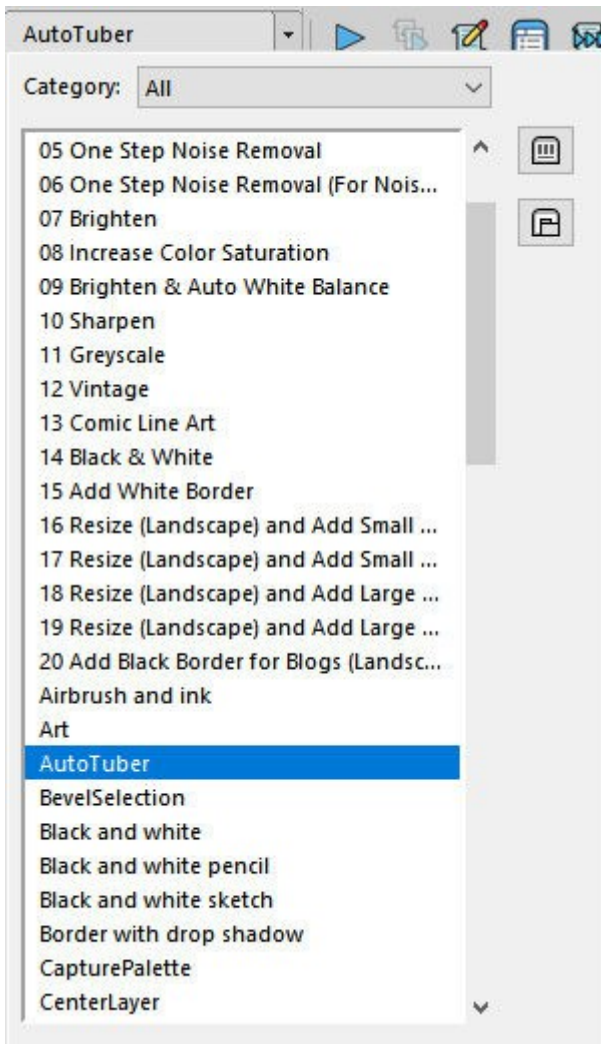 AutoTuber
Category: All
05 One Step Noise Removal
06 One Step Noise Removal (For Nois...
07 Brighten
08 Increase Color Saturation
09 Brighten & Auto White Balance
10 Sharpen
11 Greyscale
12 Vintage
13 Comic Line Art
14 Black & White
15 Add White Border
16 Resize (Landscape) and Add Small ...
17 Resize (Landscape) and Add Small ...
18 Resize (Landscape) and Add Large ...
19 Resize (Landscape) and Add Large ...
20 Add Black Border for Blogs (Landsc...
Airbrush and ink
Art
AutoTuber
BevelSelection
Black and white
Black and white pencil
Black and white sketch
Border with drop shadow
CapturePalette
CenterLayer